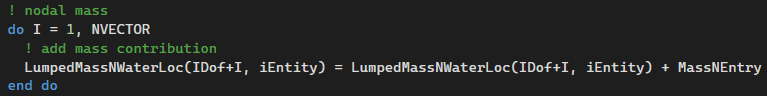 ! nodal mass
do I = 1, NVECTOR
! add mass contribution
LumpedMassNWaterLoc(IDof+I, iEntity) = LumpedMassNWaterLoc(IDof+I, iEntity) + MassNEntry
end do